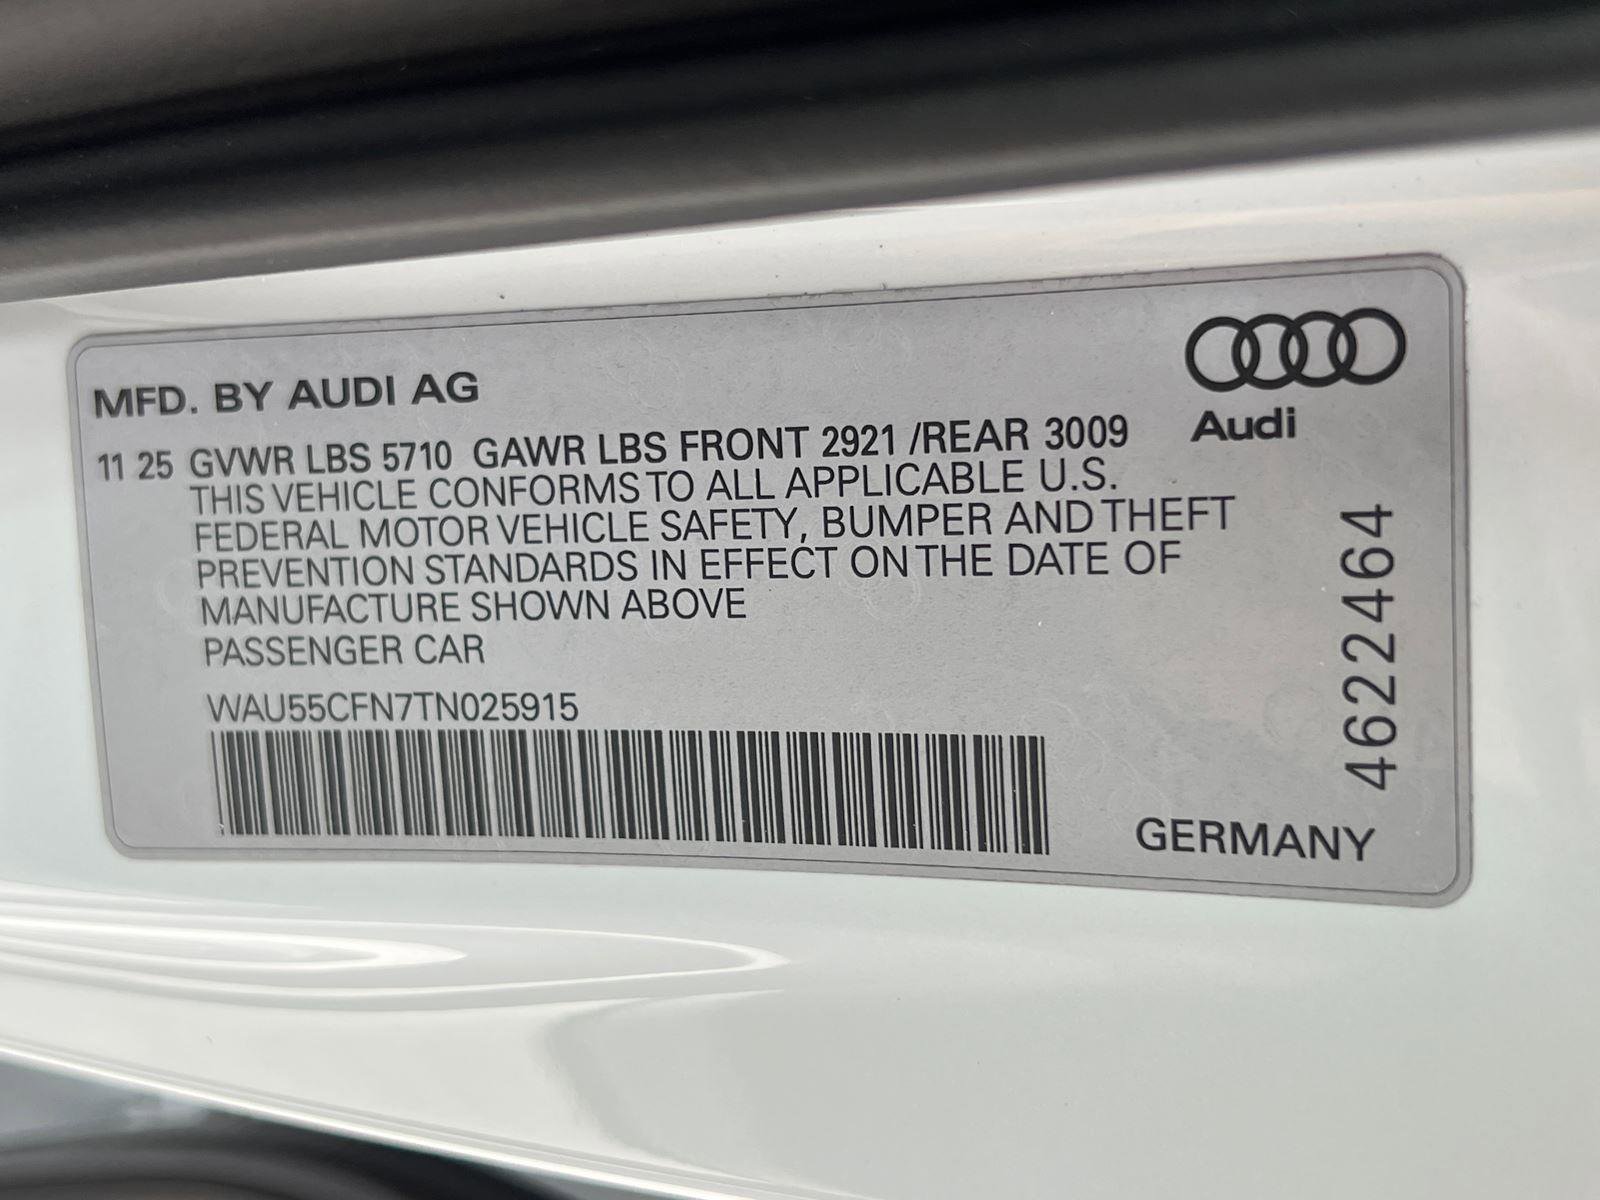 MFD. BY AUDI AG
Audi
11 25 GVWR LBS 5710 GAWR LBS FRONT 2921 /REAR 3009
THIS VEHICLE CONFORMS TO ALL APPLICABLE U.S.
FEDERAL MOTOR VEHICLE SAFETY, BUMPER AND THEFT
PREVENTION STANDARDS IN EFFECT ON THE DATE OF
MANUFACTURE SHOWN ABOVE
PASSENGER CAR
WAU55CFN7TN025915
4622464
GERMANY